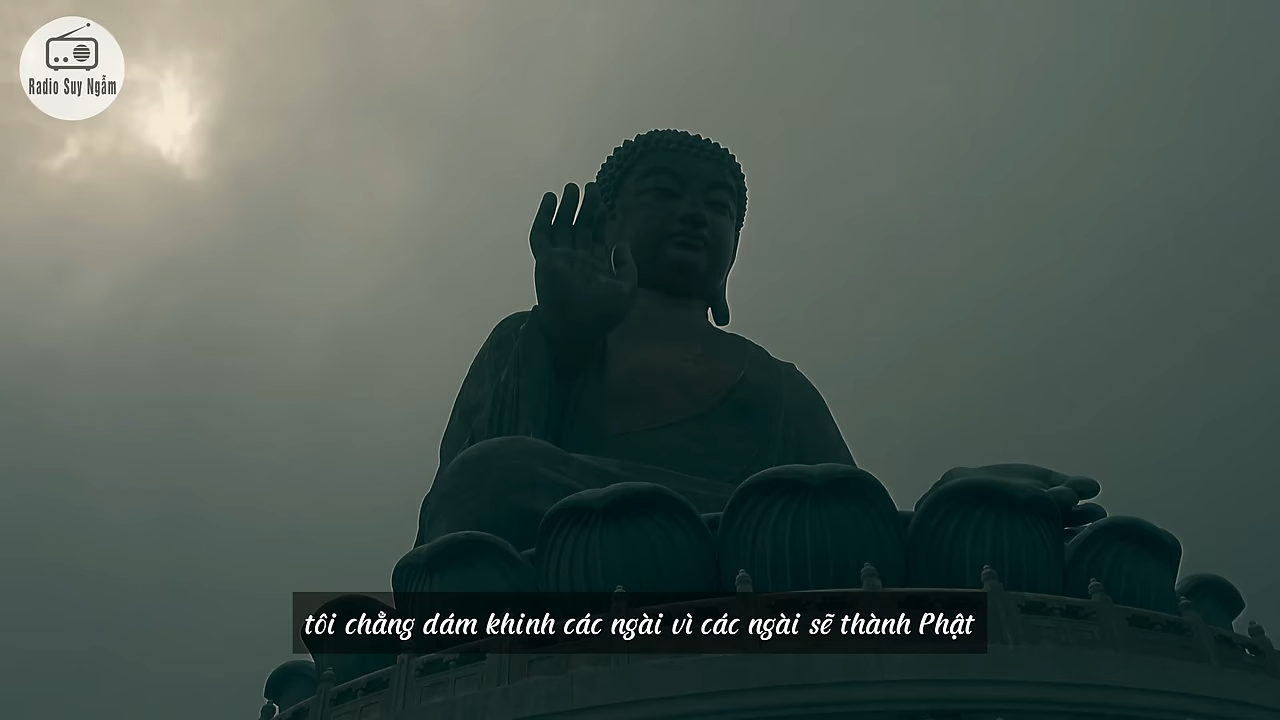 Radio Suy Ngẫm
tôi chẳng dám khinh các ngài vì các ngài sẽ thành Phật